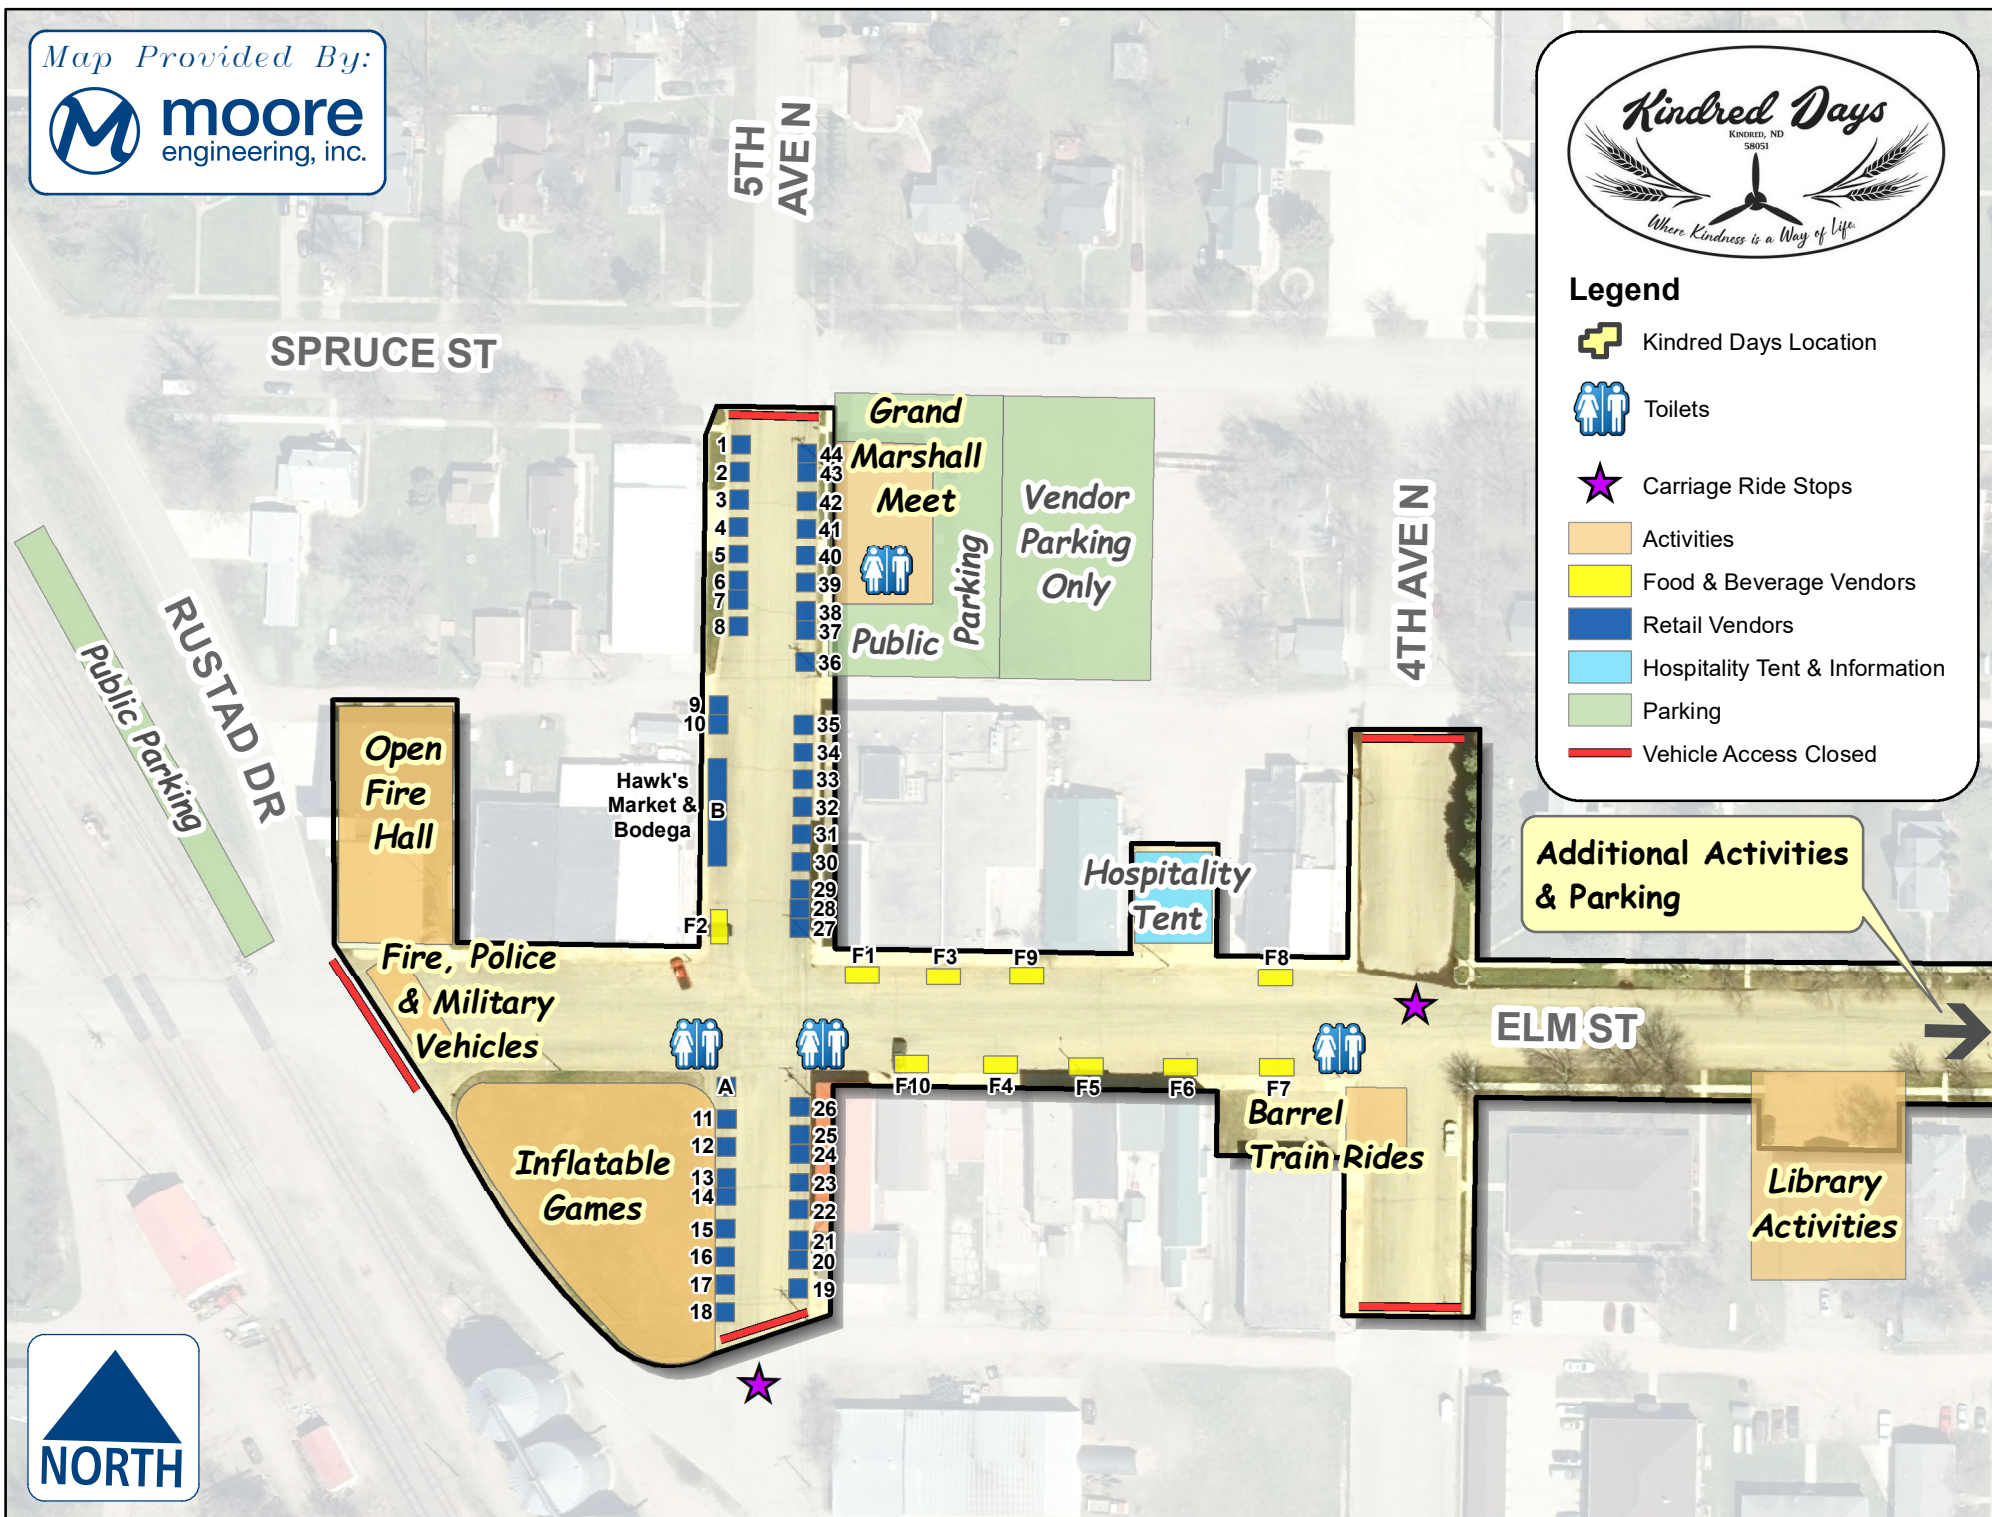 Map Provided By:
M moore
engineering, inc.
Kindred Days
KINDRED, ND
58051
Where Kindness is a Way of Life.
Legend
Kindred Days Location
Toilets
Carriage Ride Stops
Activities
Food & Beverage Vendors
Retail Vendors
Hospitality Tent & Information
Parking
Vehicle Access Closed
5TH
AVE N
SPRUCE ST
4TH AVE N
RUSTAD DR
ELM ST
Public Parking
Grand
Marshall
Meet
Public
Parking
Vendor
Parking
Only
1
2
3
4
5
6
7
8
9
10
44
43
42
41
40
39
38
37
36
35
34
33
32
31
30
29
28
27
Open
Fire
Hall
Hawk's
Market &
Bodega
B
F2
Hospitality
Tent
Additional Activities
& Parking
Fire, Police
& Military
Vehicles
F1
F3
F9
F8
F10
F4
F5
F6
F7
A
11
12
13
14
15
16
17
18
26
25
24
23
22
21
20
19
Inflatable
Games
Barrel
Train Rides
Library
Activities
NORTH